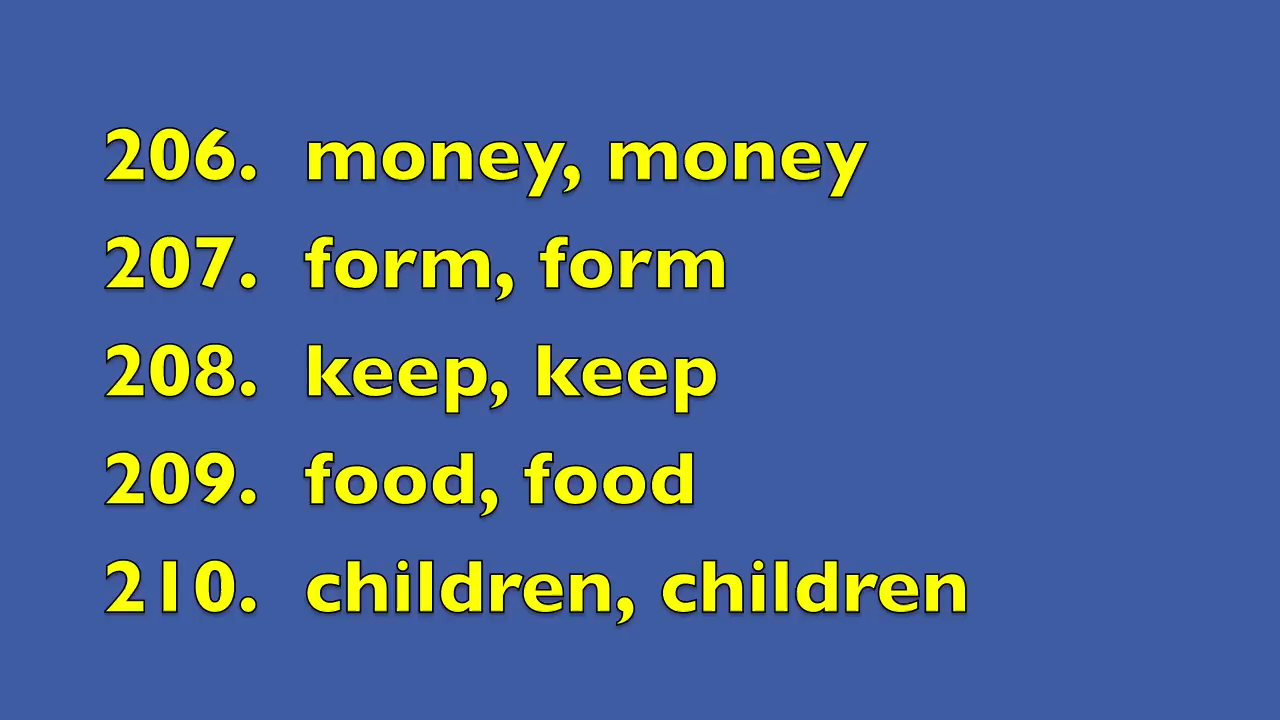 206. money, money
207. form, form
208. keep, keep
209. food, food
210. children, children